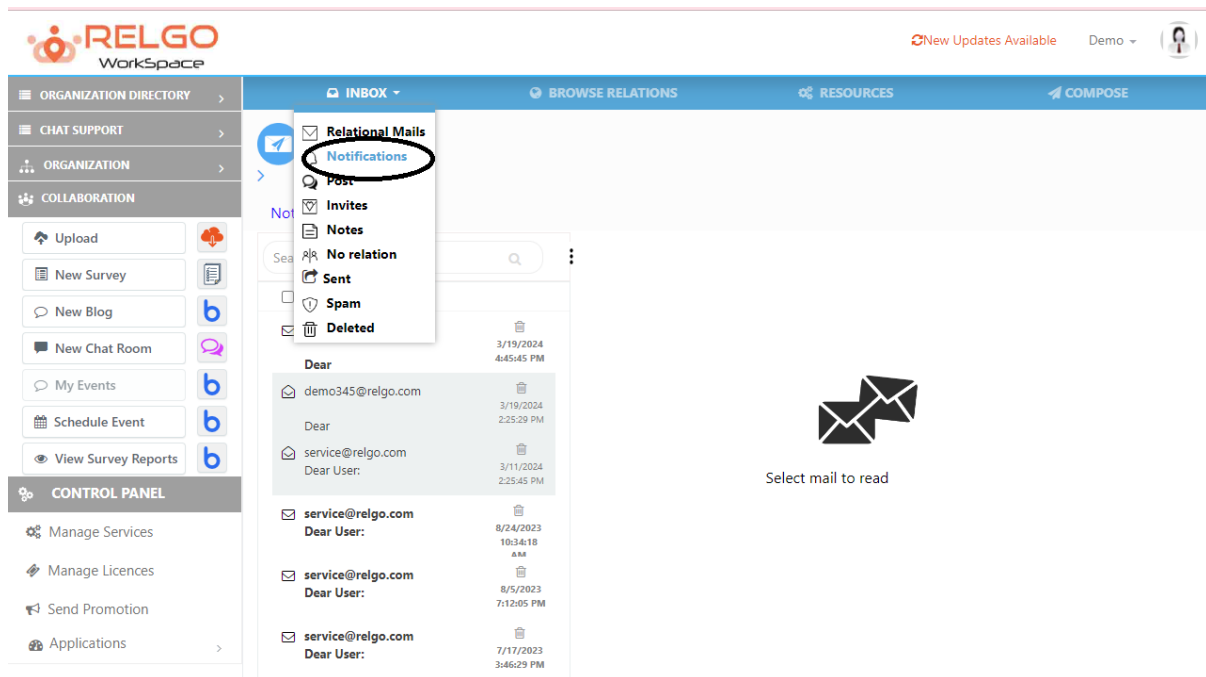 RELGO
WorkSpace
New Updates Available
Demo
ORGANIZATION DIRECTORY
CHAT SUPPORT
ORGANIZATION
COLLABORATION
Upload
New Survey
New Blog
New Chat Room
My Events
Schedule Event
View Survey Reports
CONTROL PANEL
Manage Services
Manage Licences
Send Promotion
Applications
INBOX
BROWSE RELATIONS
RESOURCES
COMPOSE
Relational Mails
Notifications
Post
Invites
Notes
No relation
Sent
Spam
Deleted
Not
Sea
3/19/2024
4:45:45 PM
Dear
demo345@relgo.com
3/19/2024
2:25:29 PM
Dear
service@relgo.com
Dear User:
3/11/2024
2:25:45 PM
service@relgo.com
Dear User:
8/24/2023
10:34:18
AM
service@relgo.com
Dear User:
8/5/2023
7:12:05 PM
service@relgo.com
Dear User:
7/17/2023
3:46:29 PM
Select mail to read